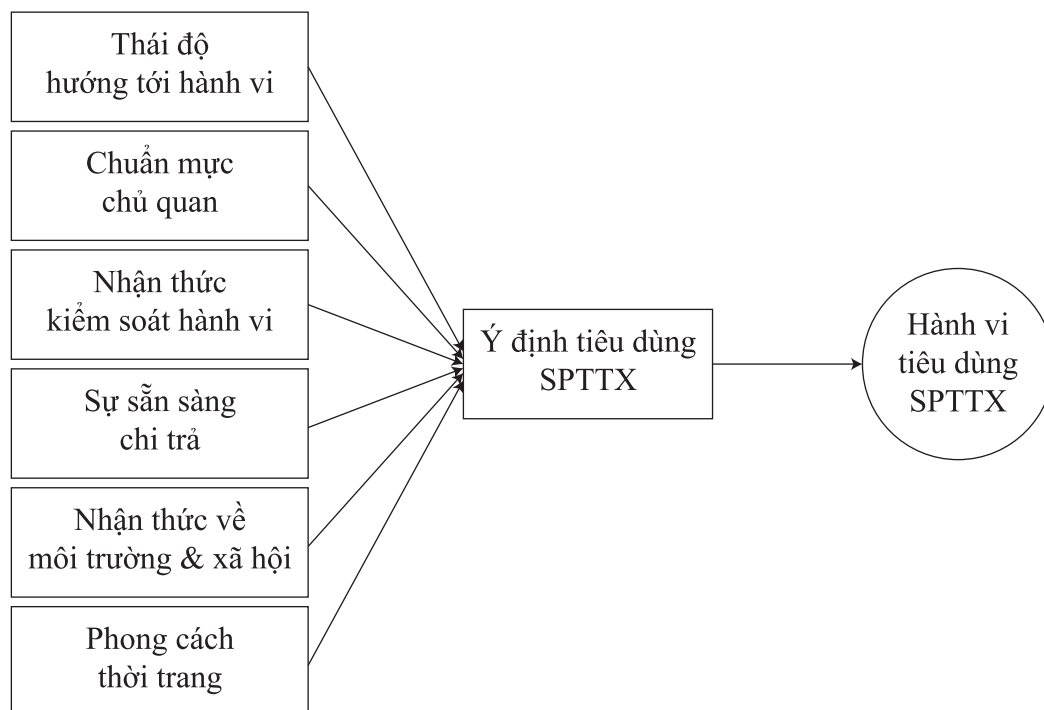 Thái độ
hướng tới hành vi
Chuẩn mực
chủ quan
Nhận thức
kiểm soát hành vi
Sự sẵn sàng
chi trả
Nhận thức về
môi trường & xã hội
Phong cách
thời trang
Ý định tiêu dùng
SPTTX
Hành vi
tiêu dùng
SPTTX